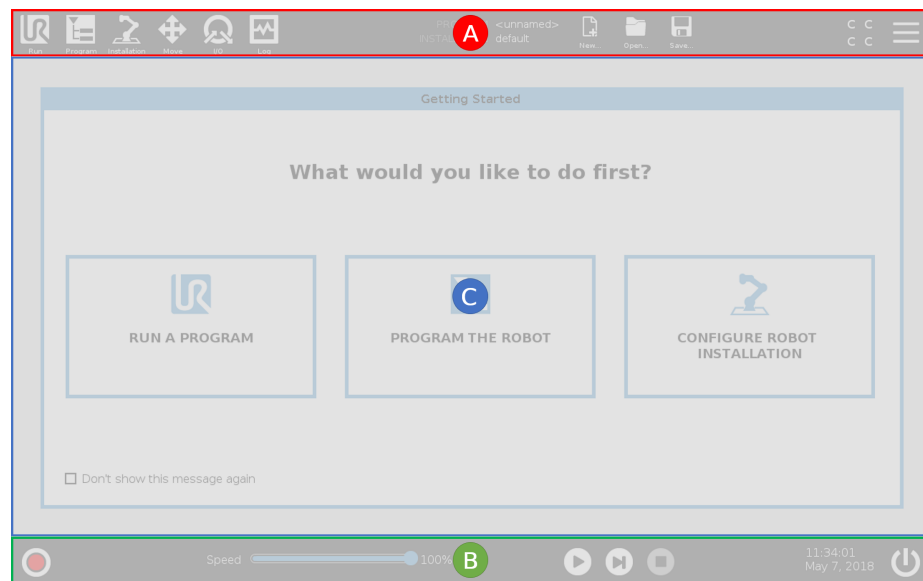 <unnamed>
default
Run Program Installation Move I/O Log
New... Open... Save...
C C
C C
A
Getting Started
What would you like to do first?
C
RUN A PROGRAM
PROGRAM THE ROBOT
CONFIGURE ROBOT
INSTALLATION
Don't show this message again
Speed
100%
B
11:34:01
May 7, 2018